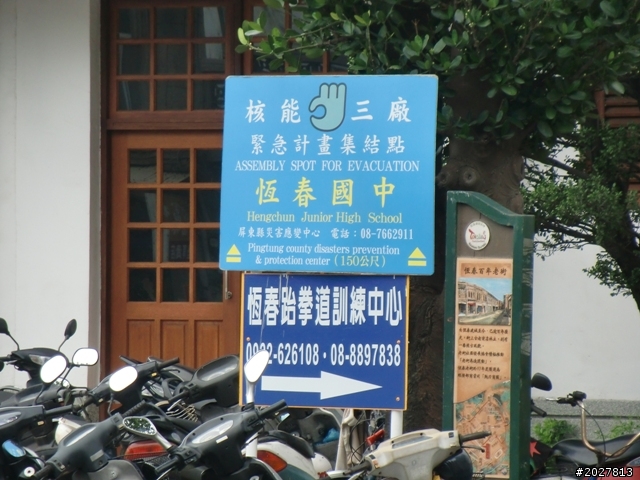 核能三廠
緊急計畫集結點
ASSEMBLY SPOT FOR EVACUATION
恆春國中
Hengchun Junior High School
屏東縣災害應變中心 電話：08-7662911
Pingtung county disasters prevention
& protection center (150公尺)
恆春跆拳道訓練中心
626108・08-8897838
恆春百年老街
#2027813